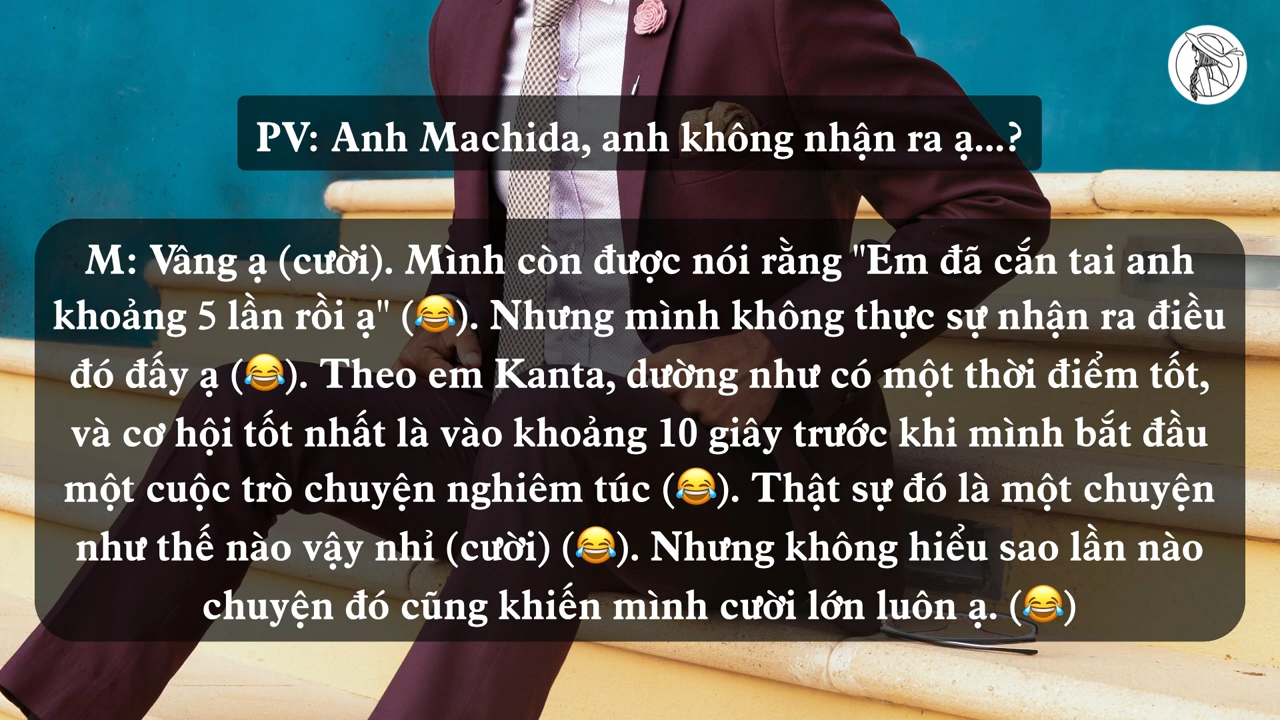 PV: Anh Machida, anh không nhận ra ạ...?
M: Vâng ạ (cười). Mình còn được nói rằng "Em đã cắn tai anh
khoảng 5 lần rồi ạ" (😂). Nhưng mình không thực sự nhận ra điều
đó đấy ạ (😂). Theo em Kanta, dường như có một thời điểm tốt,
và cơ hội tốt nhất là vào khoảng 10 giây trước khi mình bắt đầu
một cuộc trò chuyện nghiêm túc (😂). Thật sự đó là một chuyện
như thế nào vậy nhỉ (cười) (😂). Nhưng không hiểu sao lần nào
chuyện đó cũng khiến mình cười lớn luôn ạ. (😂)